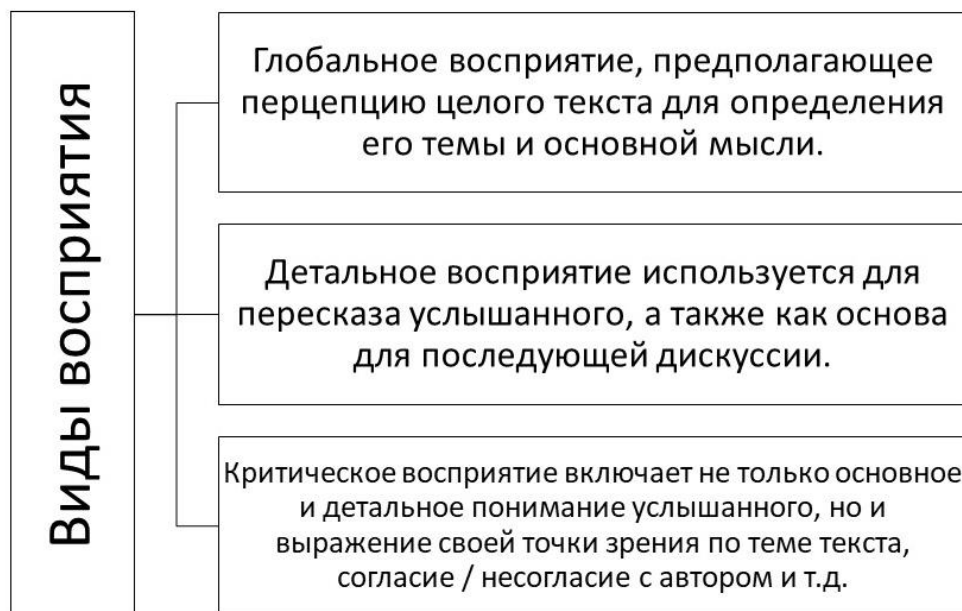 Виды восприятия
Глобальное восприятие, предполагающее
перцепцию целого текста для определения
его темы и основной мысли.
Детальное восприятие используется для
пересказа услышанного, а также как основа
для последующей дискуссии.
Критическое восприятие включает не только основное
и детальное понимание услышанного, но и
выражение своей точки зрения по теме текста,
согласие / несогласие с автором и т.д.